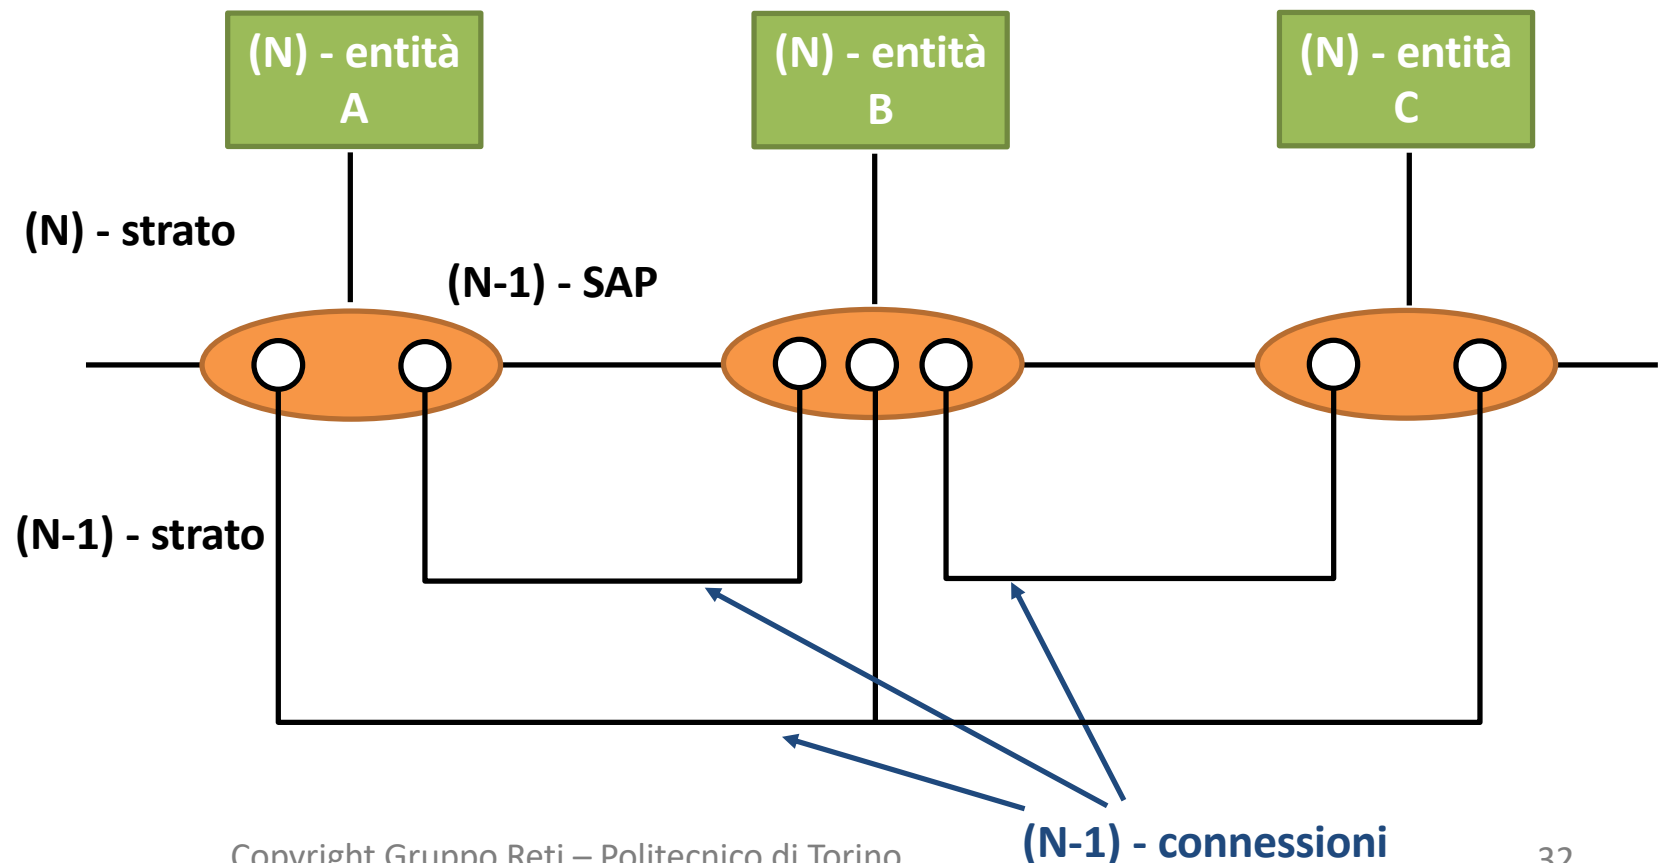 (N) - entità
A
(N) - entità
B
(N) - entità
C
(N) - strato
(N-1) - SAP
(N-1) - strato
(N-1) - connessioni
Copyright Gruppo Reti – Politecnico di Torino
32